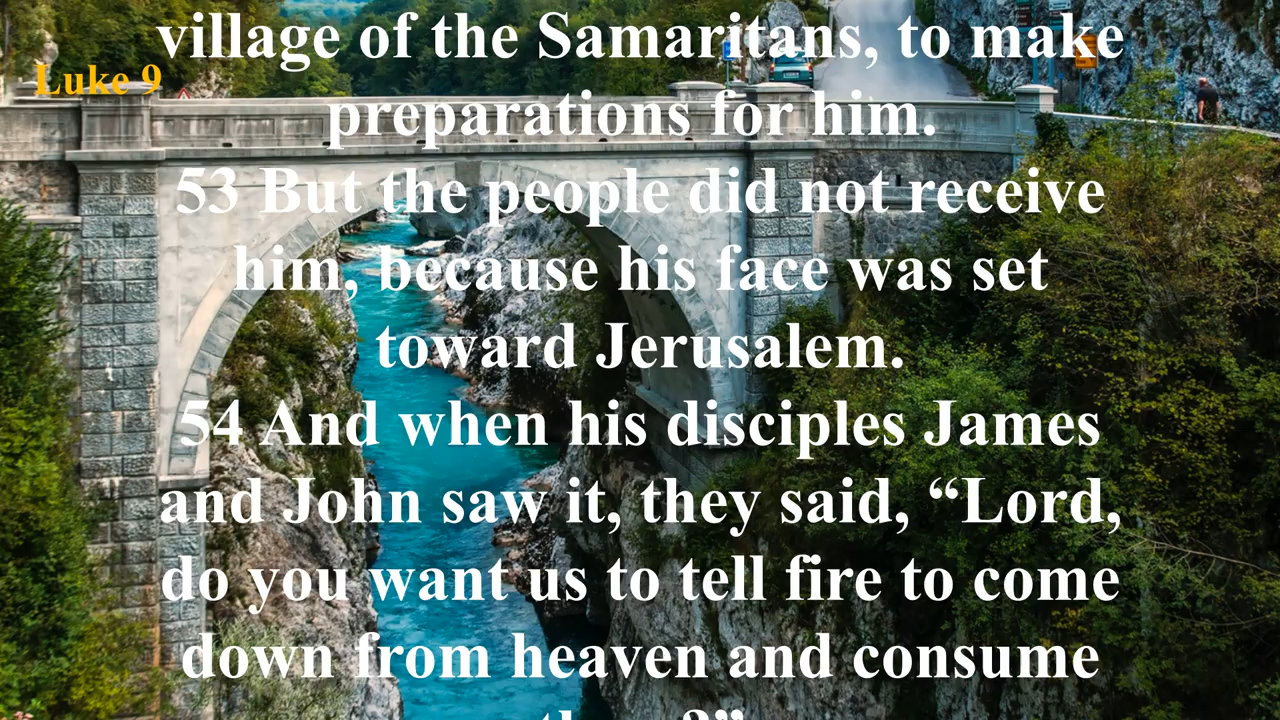 village of the Samaritans, to make
Luke 9
preparations for him.
53 But the people did not receive
him, because his face was set
toward Jerusalem.
54 And when his disciples James
and John saw it, they said, “Lord,
do you want us to tell fire to come
down from heaven and consume